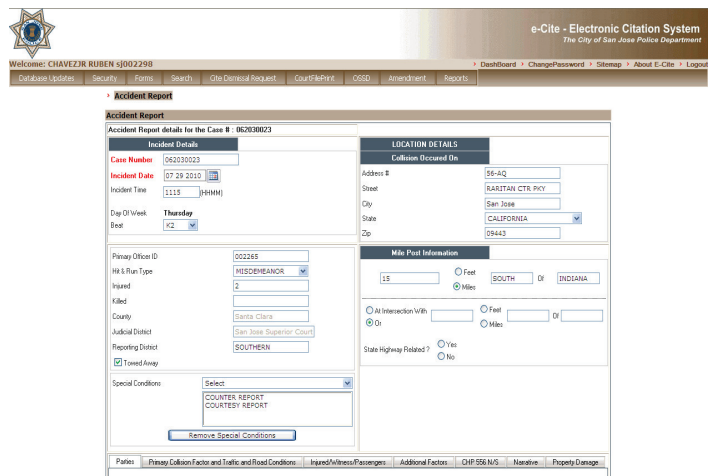 e-Cite - Electronic Citation System
The City of San Jose Police Department
Welcome: CHAVEZJR RUBEN sj002298
DashBoard ChangePassword Sitemap About E-Cite Logout
Database Updates Security Forms Search Cite Dismissal Request CourtFilePrint OSSD Amendment Reports
Accident Report
Accident Report
Accident Report details for the Case # : 062030023
Incident Details
Case Number 062030023
Incident Date 07 29 2010
Incident Time 1115 (HHMM)
Day Of Week Thursday
Beat K2
LOCATION DETAILS
Collision Occured On
Address # 56-AQ
Street RARITAN CTR PKY
City San Jose
State CALIFORNIA
Zip 09443
Primary Officer ID 002265
Hit & Run Type MISDEMEANOR
Injured 2
Killed
County Santa Clara
Judicial District San Jose Superior Court
Reporting District SOUTHERN
Towed Away
Mile Post Information
15 Feet Miles SOUTH Of INDIANA
At Intersection With Feet Of
Or Miles
State Highway Related ? Yes
No
Special Conditions Select
COUNTER REPORT
COURTESY REPORT
Remove Special Conditions
Parties Primary Collision Factor and Traffic and Road Conditions Injured/Witness/Passengers Additional Factors CHP 556 N/S Narrative Property Damage